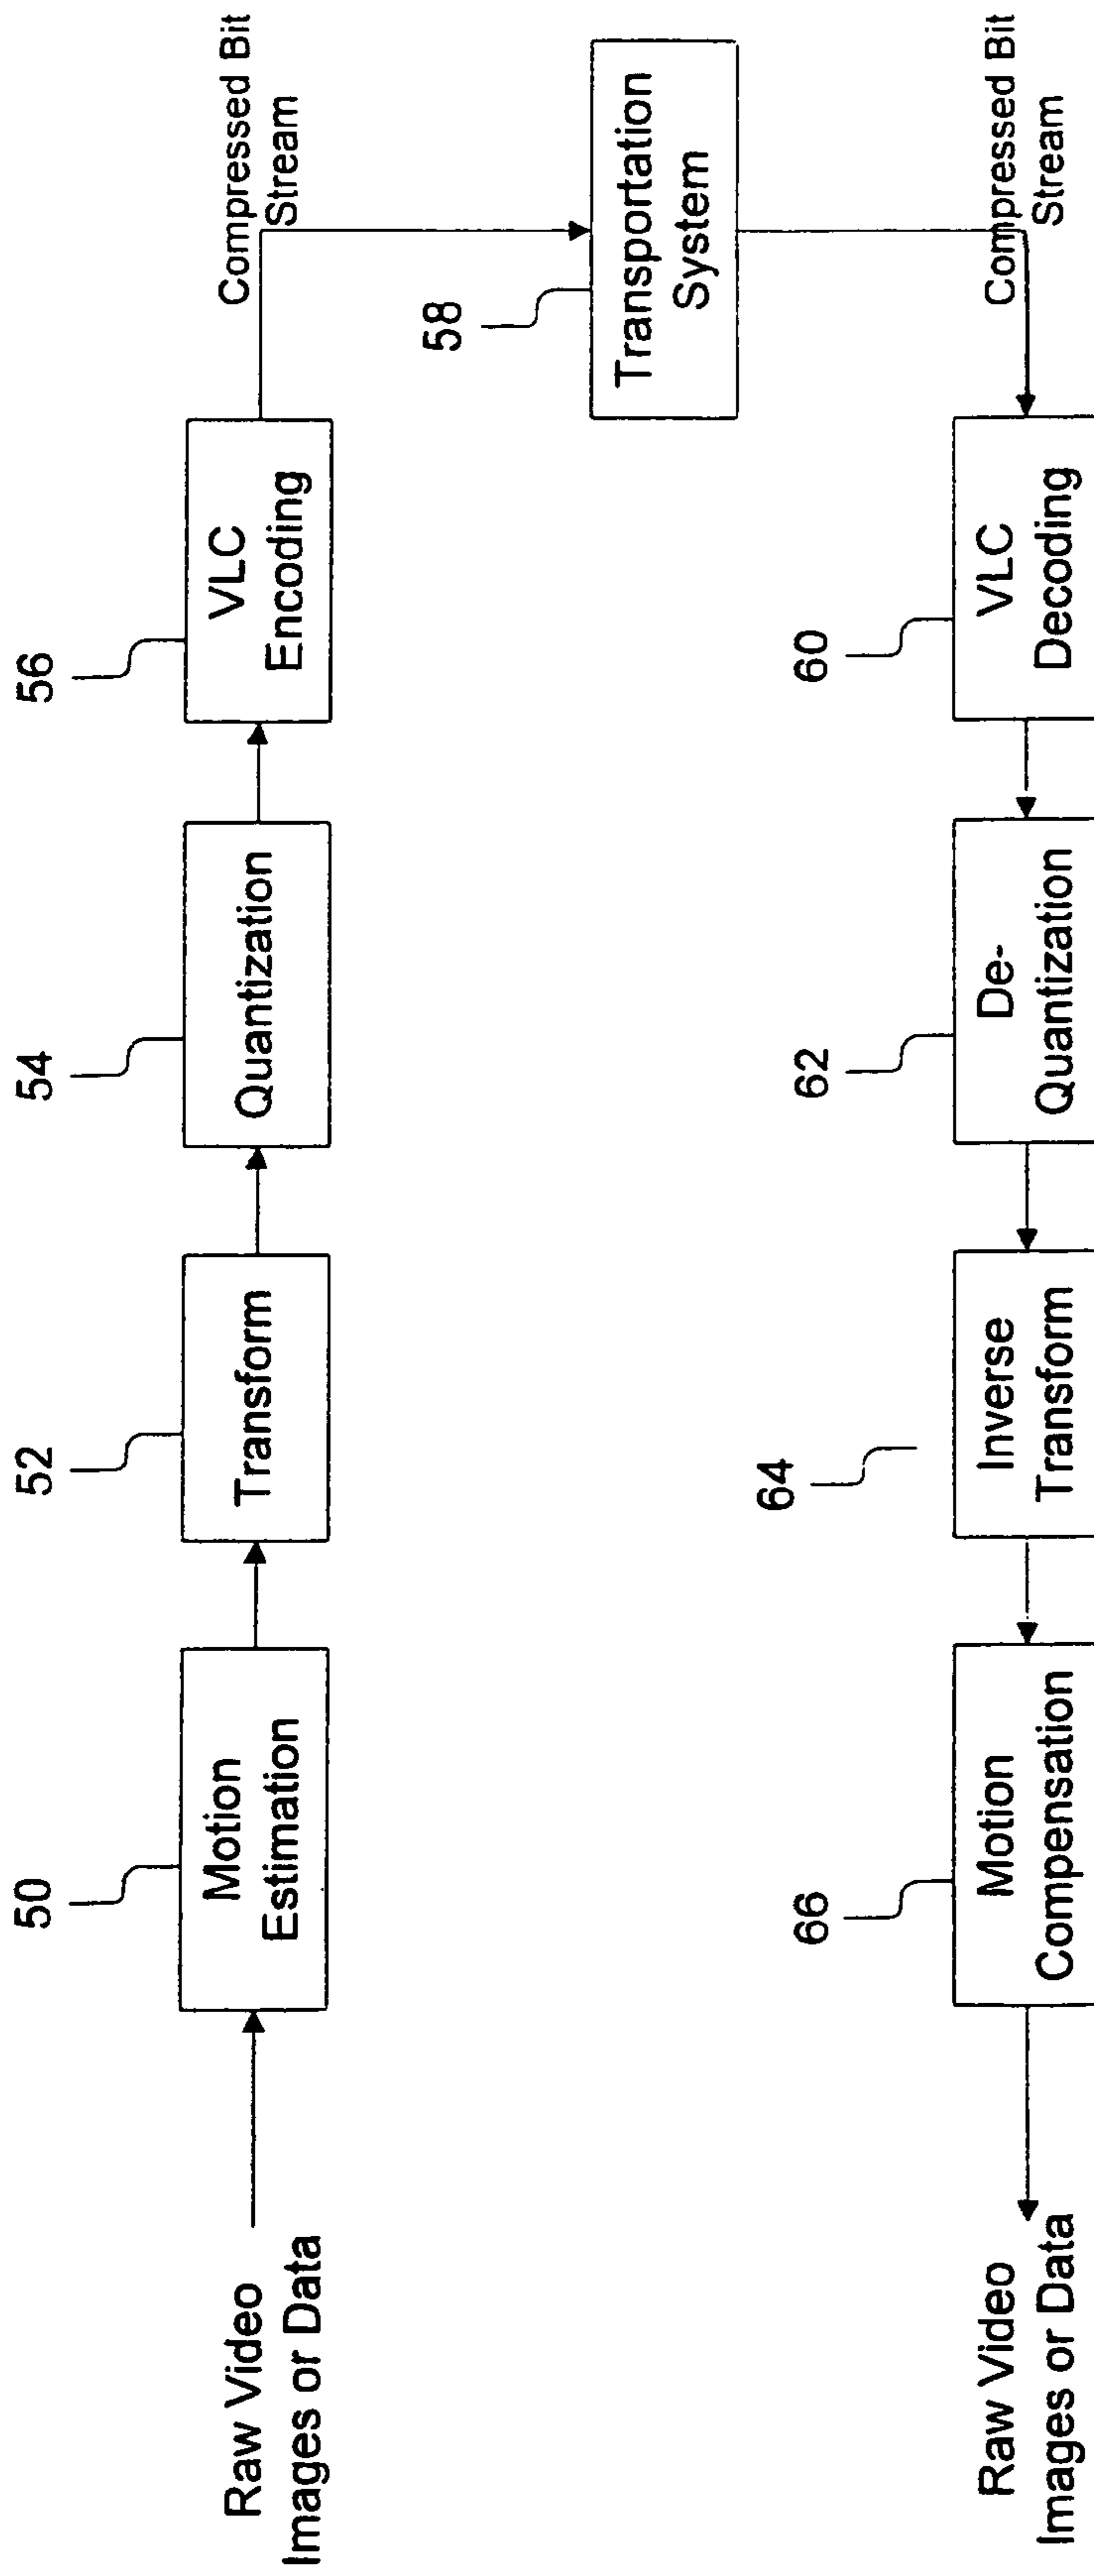 50
52
54
56
Raw Video
Images or Data
Motion
Estimation
Transform
Quantization
VLC
Encoding
Compressed Bit
Stream
58
Transportation
System
60
62
64
66
Raw Video
Images or Data
Motion
Compensation
Inverse
Transform
De-
Quantization
VLC
Decoding
Compressed Bit
Stream